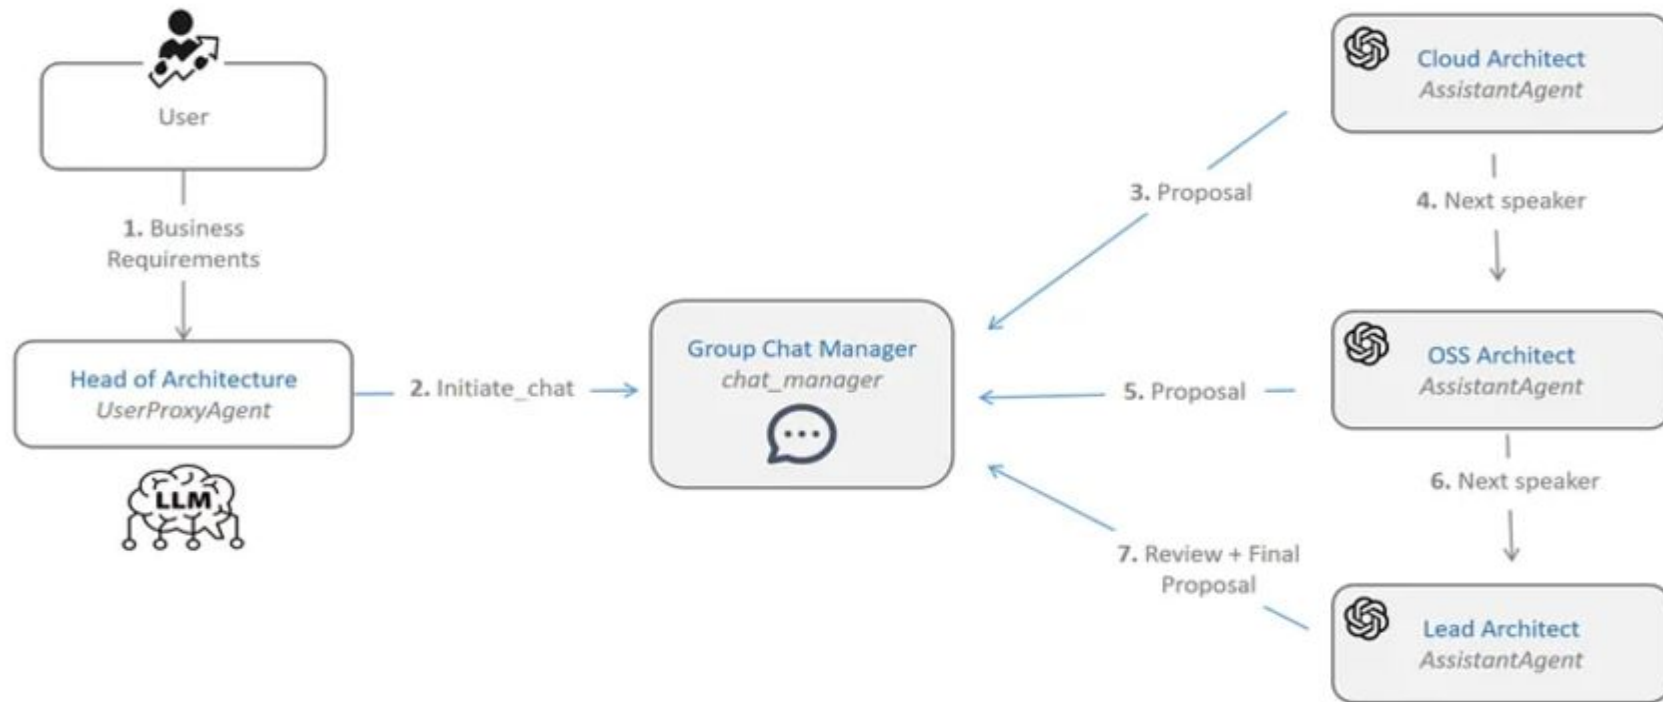 User
1. Business
Requirements
Head of Architecture
UserProxyAgent
LLM
2. Initiate_chat
Group Chat Manager
chat_manager
3. Proposal
Cloud Architect
AssistantAgent
4. Next speaker
OSS Architect
AssistantAgent
5. Proposal
6. Next speaker
7. Review + Final
Proposal
Lead Architect
AssistantAgent